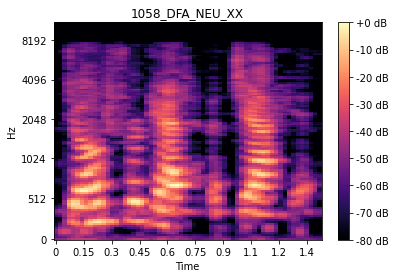 1058_DFA_NEU_XX
+0 dB
8192
-10 dB
4096
-20 dB
-30 dB
2048
Hz
-40 dB
1024
-50 dB
-60 dB
512
-70 dB
0
-80 dB
0 0.15 0.3 0.45 0.6 0.75 0.9 1.1 1.2 1.4
Time